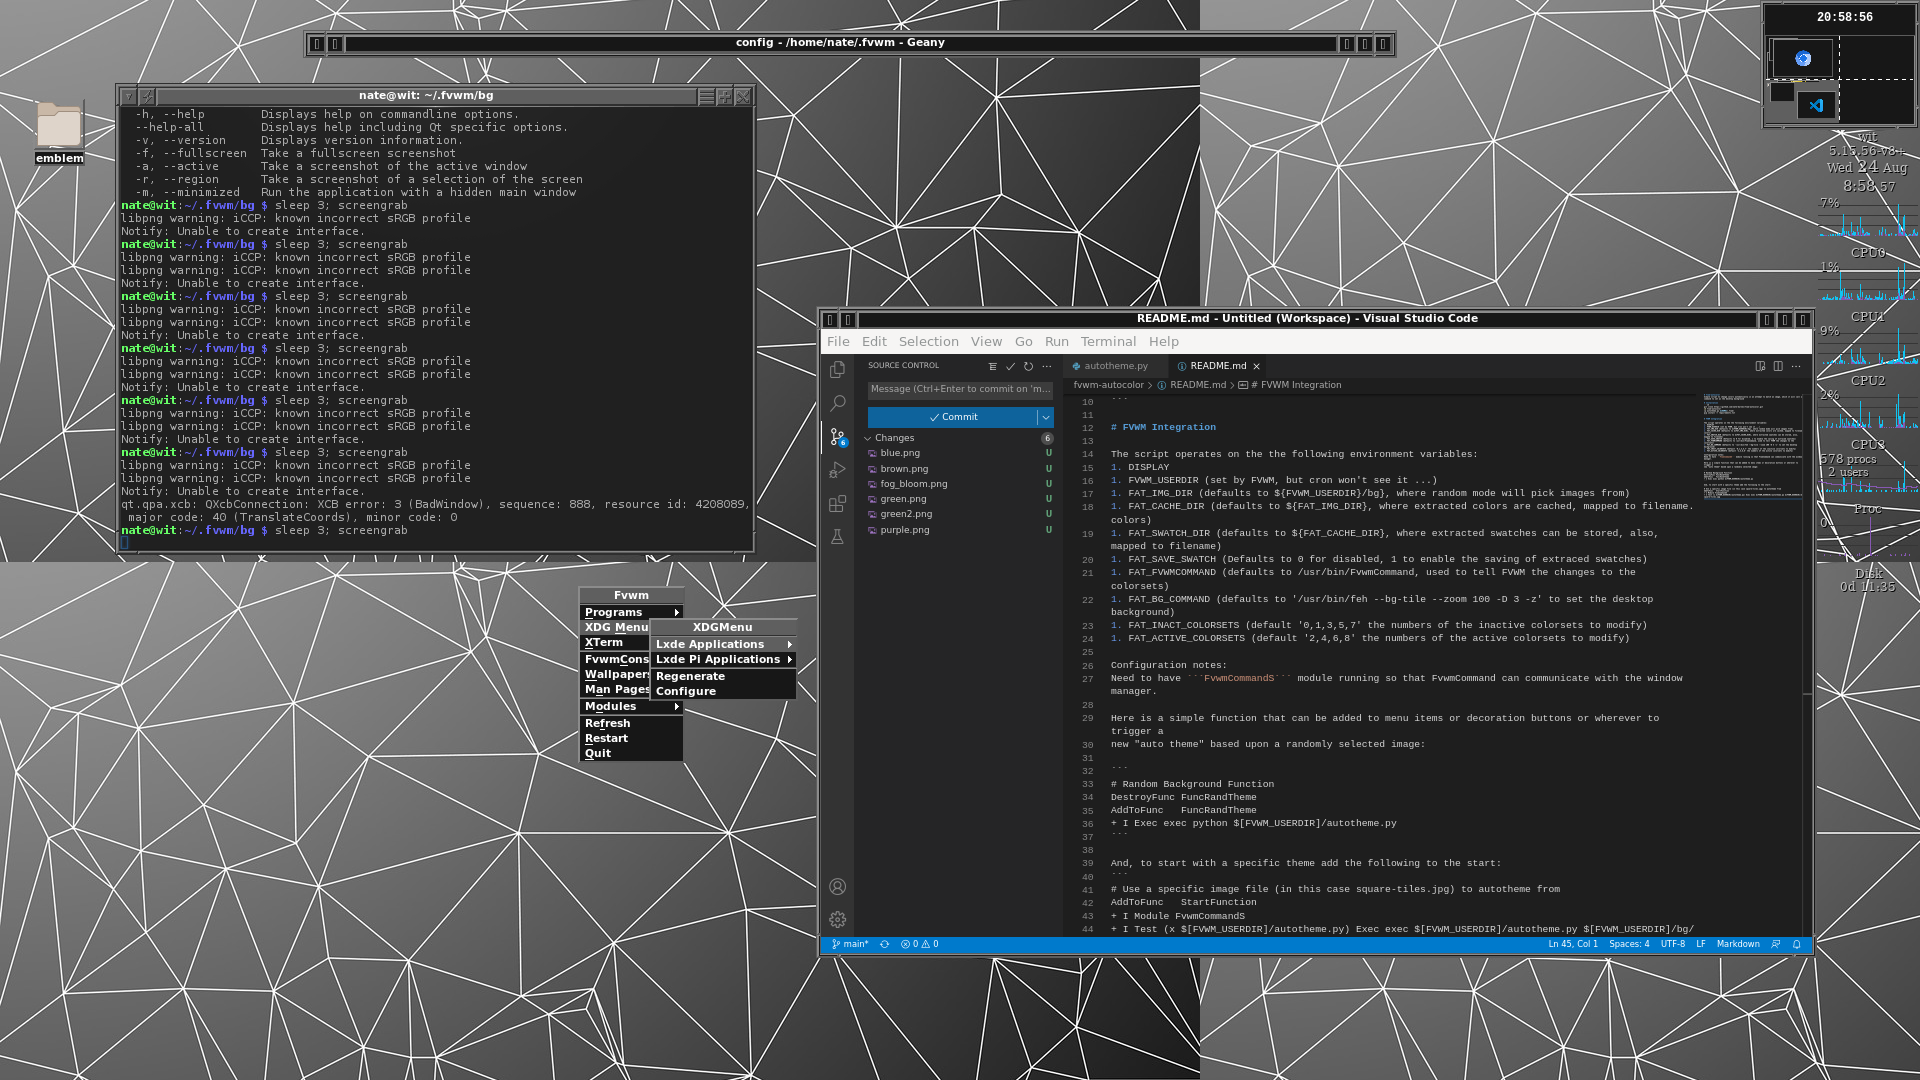 config - /home/nate/.fvwm - Geany
20:58:56
emblem
nate@wit: ~/.fvwm/bg
-h, --help Displays help on commandline options.
--help-all Displays help including Qt specific options.
-v, --version Displays version information.
-f, --fullscreen Take a fullscreen screenshot
-a, --active Take a screenshot of the active window
-r, --region Take a screenshot of a selection of the screen
-m, --minimized Run the application with a hidden main window
nate@wit:~/.fvwm/bg $ sleep 3; screengrab
libpng warning: iCCP: known incorrect sRGB profile
Notify: Unable to create interface.
nate@wit:~/.fvwm/bg $ sleep 3; screengrab
libpng warning: iCCP: known incorrect sRGB profile
libpng warning: iCCP: known incorrect sRGB profile
Notify: Unable to create interface.
nate@wit:~/.fvwm/bg $ sleep 3; screengrab
libpng warning: iCCP: known incorrect sRGB profile
libpng warning: iCCP: known incorrect sRGB profile
Notify: Unable to create interface.
nate@wit:~/.fvwm/bg $ sleep 3; screengrab
libpng warning: iCCP: known incorrect sRGB profile
libpng warning: iCCP: known incorrect sRGB profile
Notify: Unable to create interface.
nate@wit:~/.fvwm/bg $ sleep 3; screengrab
libpng warning: iCCP: known incorrect sRGB profile
libpng warning: iCCP: known incorrect sRGB profile
Notify: Unable to create interface.
nate@wit:~/.fvwm/bg $ sleep 3; screengrab
libpng warning: iCCP: known incorrect sRGB profile
libpng warning: iCCP: known incorrect sRGB profile
Notify: Unable to create interface.
qt.qpa.xcb: QXcbConnection: XCB error: 3 (BadWindow), sequence: 888, resource id: 4208089,
major code: 40 (TranslateCoords), minor code: 0
nate@wit:~/.fvwm/bg $ sleep 3; screengrab
Fvwm
Programs
XDG Menu
XTerm
FvwmCons
Wallpapers
Man Pages
Modules
Refresh
Restart
Quit
XDGMenu
Lxde Applications
Lxde Pi Applications
Regenerate
Configure
README.md - Untitled (Workspace) - Visual Studio Code
File Edit Selection View Go Run Terminal Help
SOURCE CONTROL
Message (Ctrl+Enter to commit on 'm...
Commit
Changes 6
blue.png U
brown.png U
fog_bloom.png U
green.png U
green2.png U
purple.png U
6
autotheme.py
README.md
fvwm-autocolor > README.md > # FVWM Integration
10 ```
11
12 # FVWM Integration
13
14 The script operates on the the following environment variables:
15 1. DISPLAY
16 1. FVWM_USERDIR (set by FVWM, but cron won't see it ...)
17 1. FAT_IMG_DIR (defaults to ${FVWM_USERDIR}/bg}, where random mode will pick images from)
18 1. FAT_CACHE_DIR (defaults to ${FAT_IMG_DIR}, where extracted colors are cached, mapped to filename.
colors)
19 1. FAT_SWATCH_DIR (defaults to ${FAT_CACHE_DIR}, where extracted swatches can be stored, also,
mapped to filename)
20 1. FAT_SAVE_SWATCH (Defaults to 0 for disabled, 1 to enable the saving of extraced swatches)
21 1. FAT_FVWMCOMMAND (defaults to /usr/bin/FvwmCommand, used to tell FVWM the changes to the
colorsets)
22 1. FAT_BG_COMMAND (defaults to '/usr/bin/feh --bg-tile --zoom 100 -D 3 -z' to set the desktop
background)
23 1. FAT_INACT_COLORSETS (default '0,1,3,5,7' the numbers of the inactive colorsets to modify)
24 1. FAT_ACTIVE_COLORSETS (default '2,4,6,8' the numbers of the active colorsets to modify)
25
26 Configuration notes:
27 Need to have ```FvwmCommandS``` module running so that FvwmCommand can communicate with the window
manager.
28
29 Here is a simple function that can be added to menu items or decoration buttons or wherever to
trigger a
30 new "auto theme" based upon a randomly selected image:
31
32 ```
33 # Random Background Function
34 DestroyFunc FuncRandTheme
35 AddToFunc FuncRandTheme
36 + I Exec exec python $[FVWM_USERDIR]/autotheme.py
37 ```
38
39 And, to start with a specific theme add the following to the start:
40 ```
41 # Use a specific image file (in this case square-tiles.jpg) to autotheme from
42 AddToFunc StartFunction
43 + I Module FvwmCommandS
44 + I Test (x $[FVWM_USERDIR]/autotheme.py) Exec exec $[FVWM_USERDIR]/autotheme.py $[FVWM_USERDIR]/bg/
main* 0 0 Ln 45, Col 1 Spaces: 4 UTF-8 LF Markdown
wit
5.15.56-v8+
Wed 24 Aug
8:58 57
7%
CPU0
1%
CPU1
9%
CPU2
2%
CPU3
578 procs
2 users
Proc
0
Disk
0d 11:35